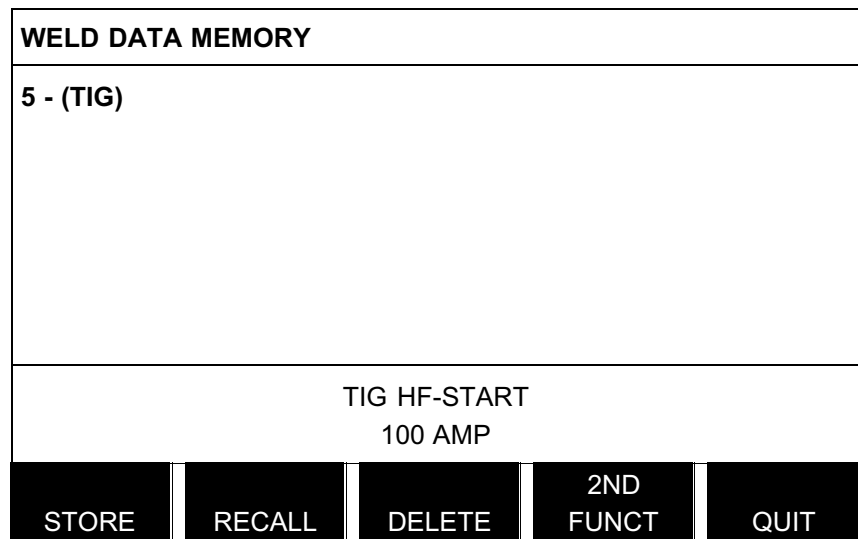 WELD DATA MEMORY
5 - (TIG)
TIG HF-START
100 AMP
STORE RECALL DELETE 2ND FUNCT QUIT